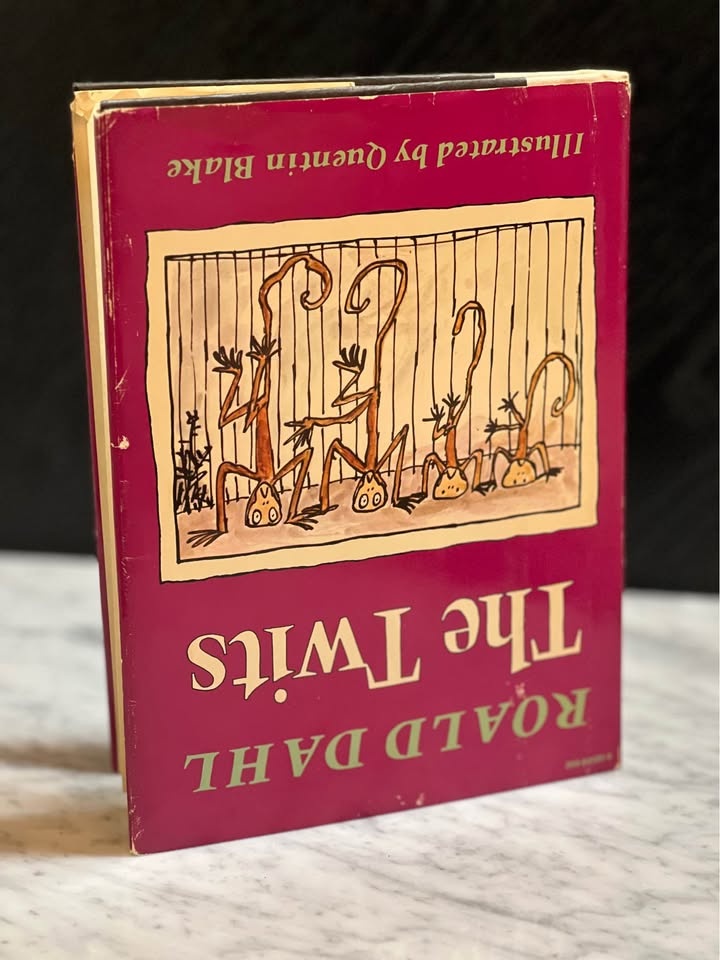 ROALD DAHL
The Twits
Illustrated by Quentin Blake